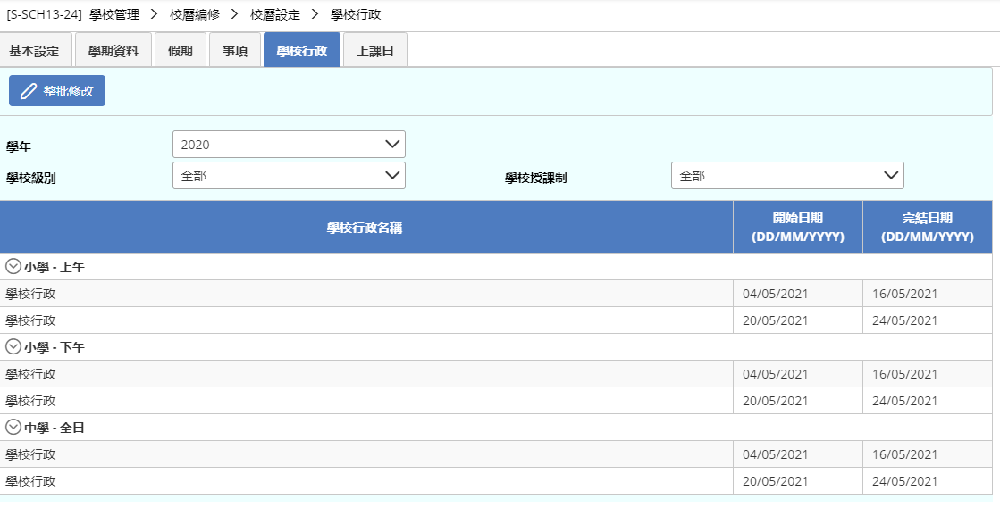 [S-SCH13-24] 學校管理 > 校曆編修 > 校曆設定 > 學校行政
基本設定 學期資料 假期 事項 學校行政 上課日
整批修改
學年 2020
學校級別 全部 學校授課制 全部
學校行政名稱 開始日期 (DD/MM/YYYY) 完結日期 (DD/MM/YYYY)
小學 - 上午
學校行政 04/05/2021 16/05/2021
學校行政 20/05/2021 24/05/2021
小學 - 下午
學校行政 04/05/2021 16/05/2021
學校行政 20/05/2021 24/05/2021
中學 - 全日
學校行政 04/05/2021 16/05/2021
學校行政 20/05/2021 24/05/2021